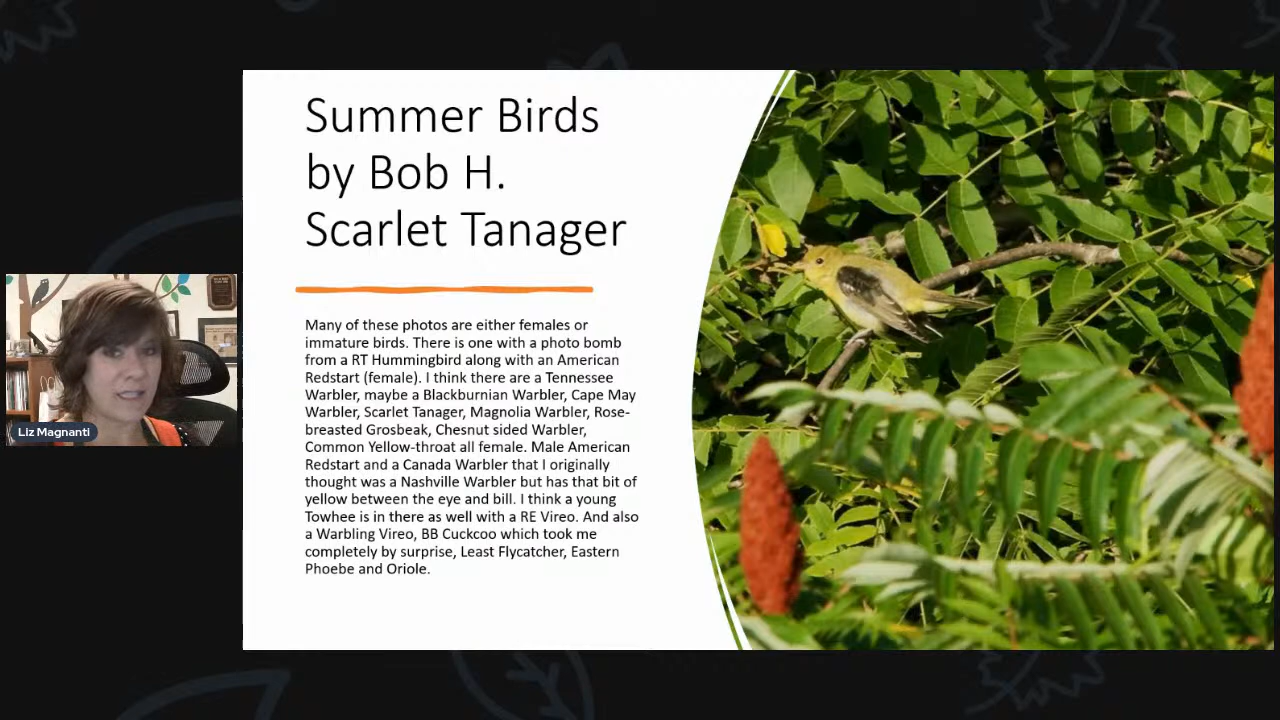 Summer Birds
by Bob H.
Scarlet Tanager
Many of these photos are either females or
immature birds. There is one with a photo bomb
from a RT Hummingbird along with an American
Redstart (female). I think there are a Tennessee
Warbler, maybe a Blackburnian Warbler, Cape May
Warbler, Scarlet Tanager, Magnolia Warbler, Rose-
breasted Grosbeak, Chesnut sided Warbler,
Common Yellow-throat all female. Male American
Redstart and a Canada Warbler that I originally
thought was a Nashville Warbler but has that bit of
yellow between the eye and bill. I think a young
Towhee is in there as well with a RE Vireo. And also
a Warbling Vireo, BB Cuckcoo which took me
completely by surprise, Least Flycatcher, Eastern
Phoebe and Oriole.
Liz Magnanti